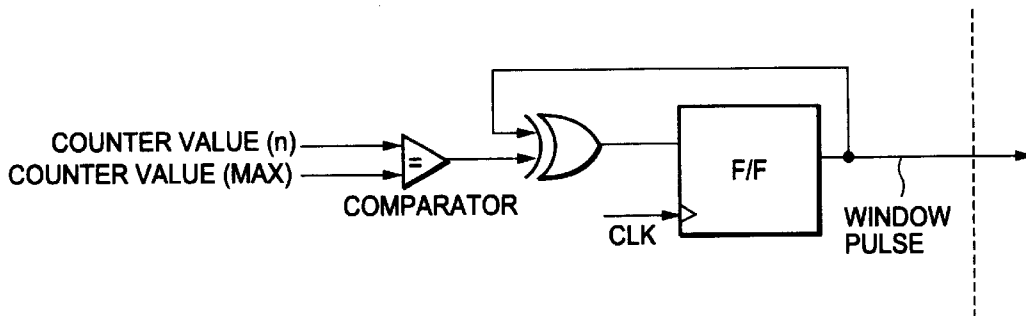 COUNTER VALUE (n)
COUNTER VALUE (MAX)
=
COMPARATOR
F/F
CLK
WINDOW
PULSE